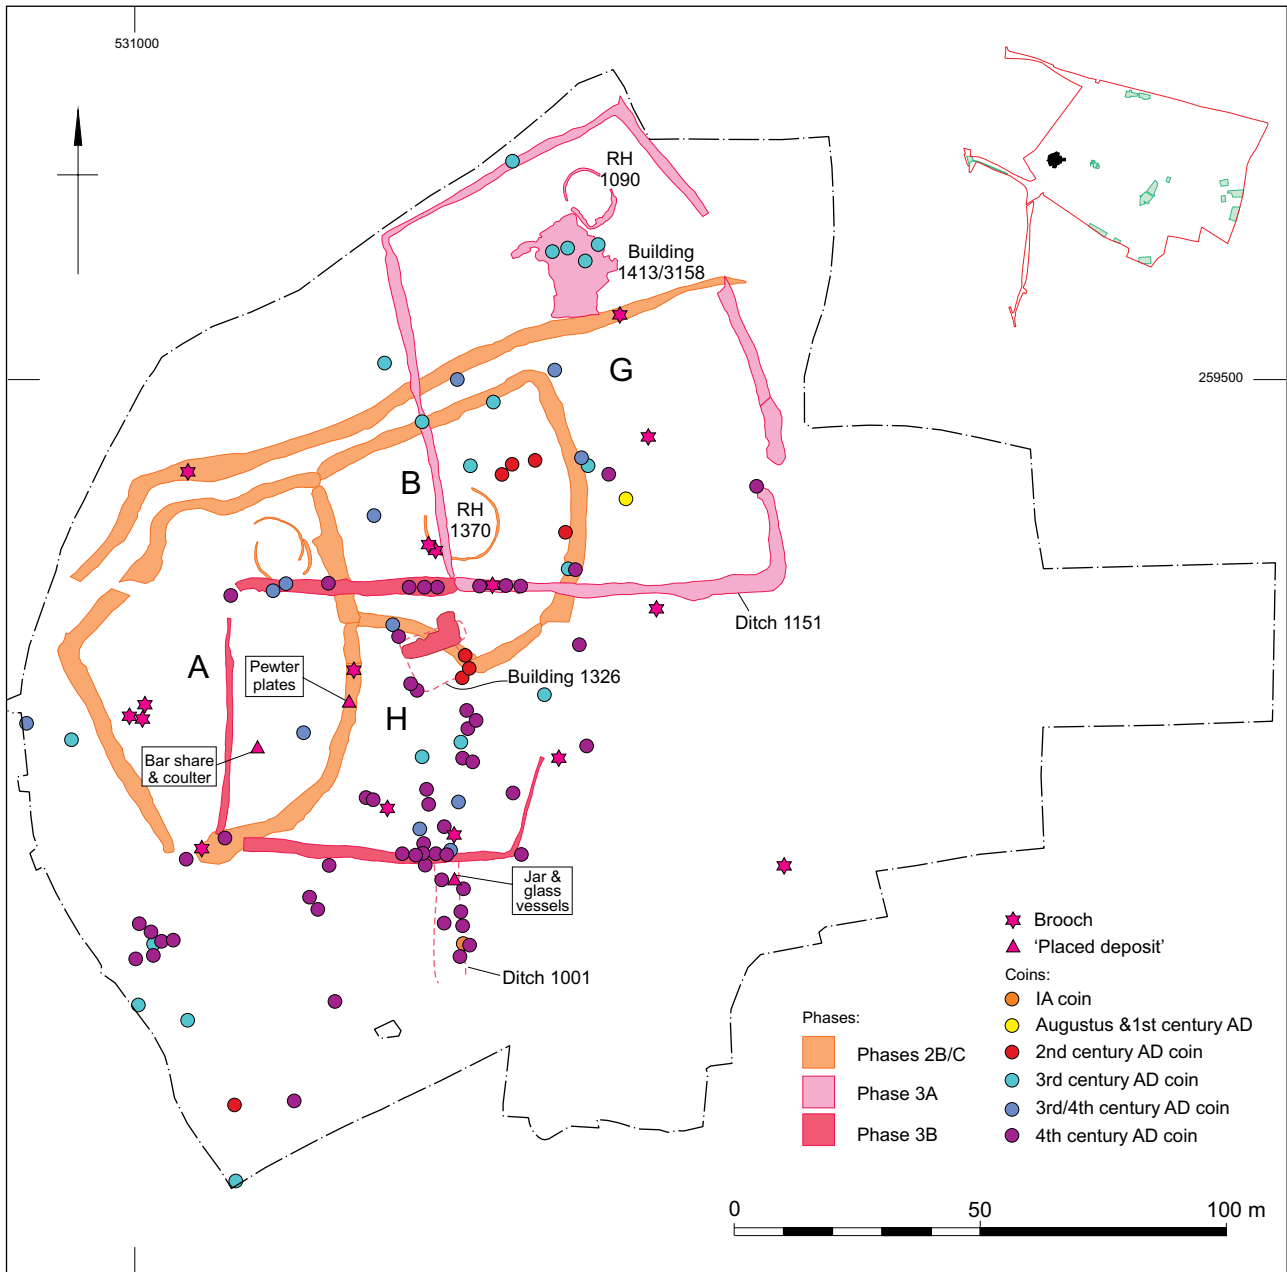 531000
RH
1090
Building
1413/3158
G
259500
B
RH
1370
Ditch 1151
A
Pewter
plates
Building 1326
H
Bar share
& coulter
Jar &
glass
vessels
Ditch 1001
Brooch
‘Placed deposit’
Coins:
IA coin
Augustus &1st century AD
2nd century AD coin
3rd century AD coin
3rd/4th century AD coin
4th century AD coin
Phases:
Phases 2B/C
Phase 3A
Phase 3B
0 50 100 m